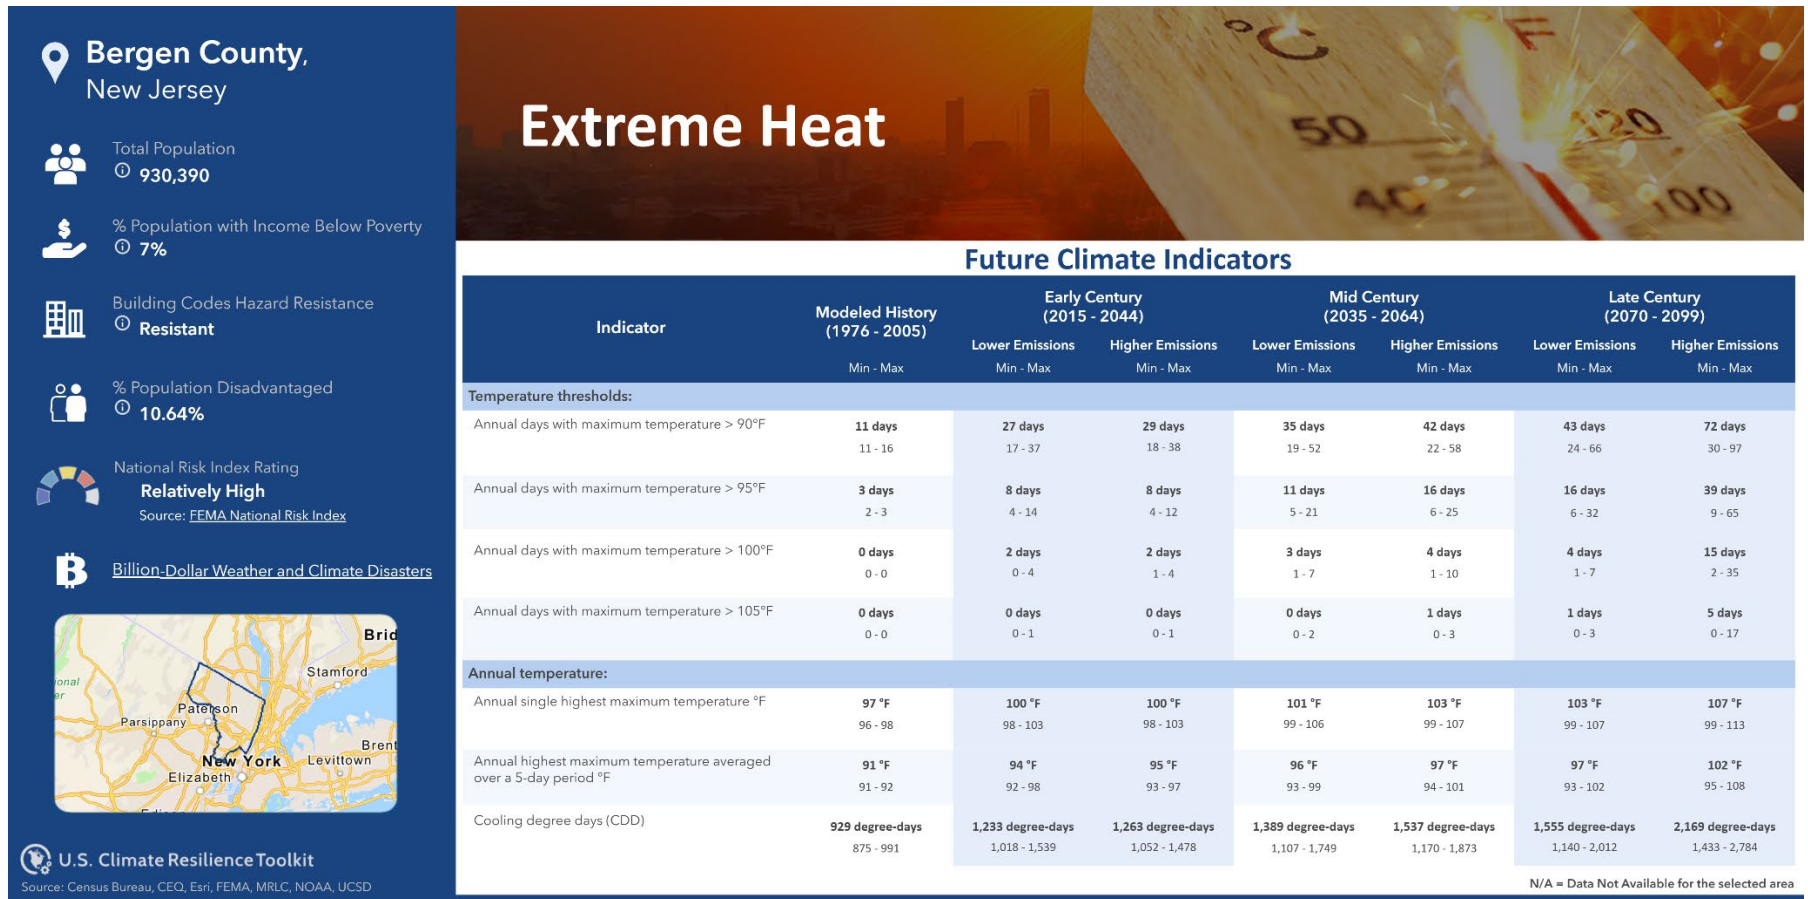 Bergen County,
New Jersey
Total Population
930,390
% Population with Income Below Poverty
7%
Building Codes Hazard Resistance
Resistant
% Population Disadvantaged
10.64%
National Risk Index Rating
Relatively High
Source: FEMA National Risk Index
Billion-Dollar Weather and Climate Disasters
Brid
Stamford
Paterson
Parsippany
Brent
New York
Levittown
Elizabeth
U.S. Climate Resilience Toolkit
Source: Census Bureau, CEQ, Esri, FEMA, MRLC, NOAA, UCSD
°C
F
50
120
40
100
Extreme Heat
Future Climate Indicators
Indicator
Modeled History
(1976 - 2005)
Early Century
(2015 - 2044)
Mid Century
(2035 - 2064)
Late Century
(2070 - 2099)
Lower Emissions Higher Emissions Lower Emissions Higher Emissions Lower Emissions Higher Emissions
Min - Max Min - Max Min - Max Min - Max Min - Max Min - Max Min - Max
Temperature thresholds:
Annual days with maximum temperature > 90°F 11 days 27 days 29 days 35 days 42 days 43 days 72 days
11 - 16 17 - 37 18 - 38 19 - 52 22 - 58 24 - 66 30 - 97
Annual days with maximum temperature > 95°F 3 days 8 days 8 days 11 days 16 days 16 days 39 days
2 - 3 4 - 14 4 - 12 5 - 21 6 - 25 6 - 32 9 - 65
Annual days with maximum temperature > 100°F 0 days 2 days 2 days 3 days 4 days 4 days 15 days
0 - 0 0 - 4 1 - 4 1 - 7 1 - 10 1 - 7 2 - 35
Annual days with maximum temperature > 105°F 0 days 0 days 0 days 0 days 1 days 1 days 5 days
0 - 0 0 - 1 0 - 1 0 - 2 0 - 3 0 - 3 0 - 17
Annual temperature:
Annual single highest maximum temperature °F 97 °F 100 °F 100 °F 101 °F 103 °F 103 °F 107 °F
96 - 98 98 - 103 98 - 103 99 - 106 99 - 107 99 - 107 99 - 113
Annual highest maximum temperature averaged
over a 5-day period °F
91 °F 94 °F 95 °F 96 °F 97 °F 97 °F 102 °F
91 - 92 92 - 98 93 - 97 93 - 99 94 - 101 93 - 102 95 - 108
Cooling degree days (CDD) 929 degree-days 1,233 degree-days 1,263 degree-days 1,389 degree-days 1,537 degree-days 1,555 degree-days 2,169 degree-days
875 - 991 1,018 - 1,539 1,052 - 1,478 1,107 - 1,749 1,170 - 1,873 1,140 - 2,012 1,433 - 2,784
N/A = Data Not Available for the selected area